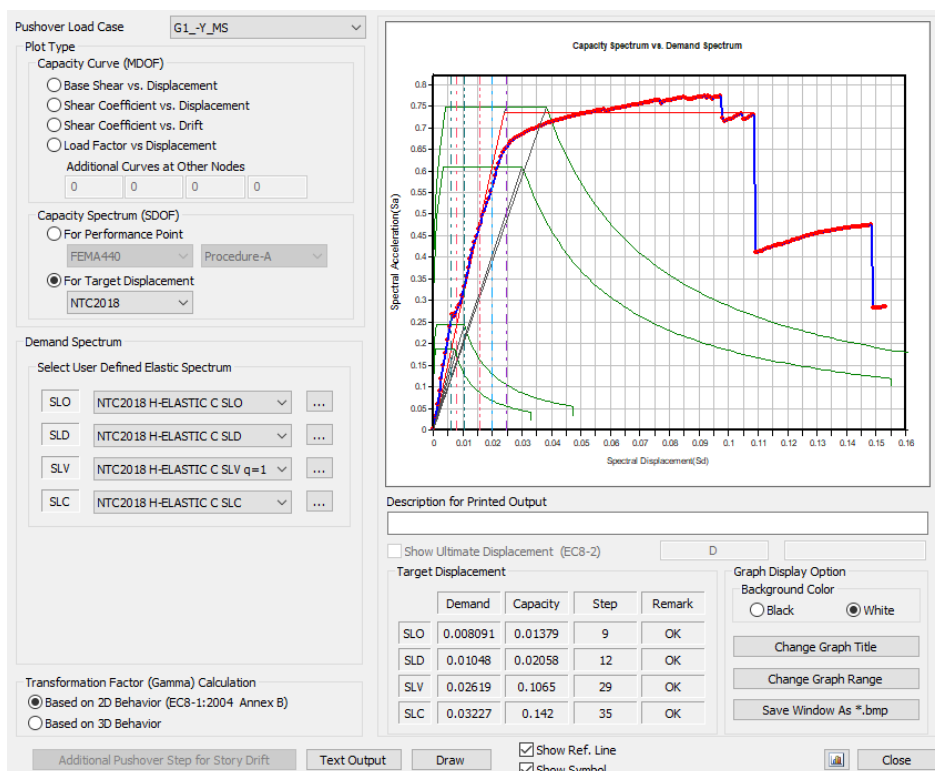 Pushover Load Case
G1_-Y_MS
Plot Type
Capacity Curve (MDOF)
Base Shear vs. Displacement
Shear Coefficient vs. Displacement
Shear Coefficient vs. Drift
Load Factor vs Displacement
Additional Curves at Other Nodes
0 0 0 0
Capacity Spectrum (SDOF)
For Performance Point
FEMA440 Procedure-A
For Target Displacement
NTC2018
Demand Spectrum
Select User Defined Elastic Spectrum
SLO NTC2018 H-ELASTIC C SLO ...
SLD NTC2018 H-ELASTIC C SLD ...
SLV NTC2018 H-ELASTIC C SLV q=1 ...
SLC NTC2018 H-ELASTIC C SLC ...
Transformation Factor (Gamma) Calculation
Based on 2D Behavior (EC8-1:2004 Annex B)
Based on 3D Behavior
Capacity Spectrum vs. Demand Spectrum
Spectral Acceleration(Sa)
0.8
0.75
0.7
0.65
0.6
0.55
0.5
0.45
0.4
0.35
0.3
0.25
0.2
0.15
0.1
0.05
0
0 0.01 0.02 0.03 0.04 0.05 0.06 0.07 0.08 0.09 0.1 0.11 0.12 0.13 0.14 0.15 0.16
Spectral Displacement(Sd)
Description for Printed Output
Show Ultimate Displacement (EC8-2) D
Target Displacement
Demand Capacity Step Remark
SLO 0.008091 0.01379 9 OK
SLD 0.01048 0.02058 12 OK
SLV 0.02619 0.1065 29 OK
SLC 0.03227 0.142 35 OK
Graph Display Option
Background Color
Black White
Change Graph Title
Change Graph Range
Save Window As *.bmp
Additional Pushover Step for Story Drift
Text Output
Draw
Show Ref. Line
Show Symbol
Close